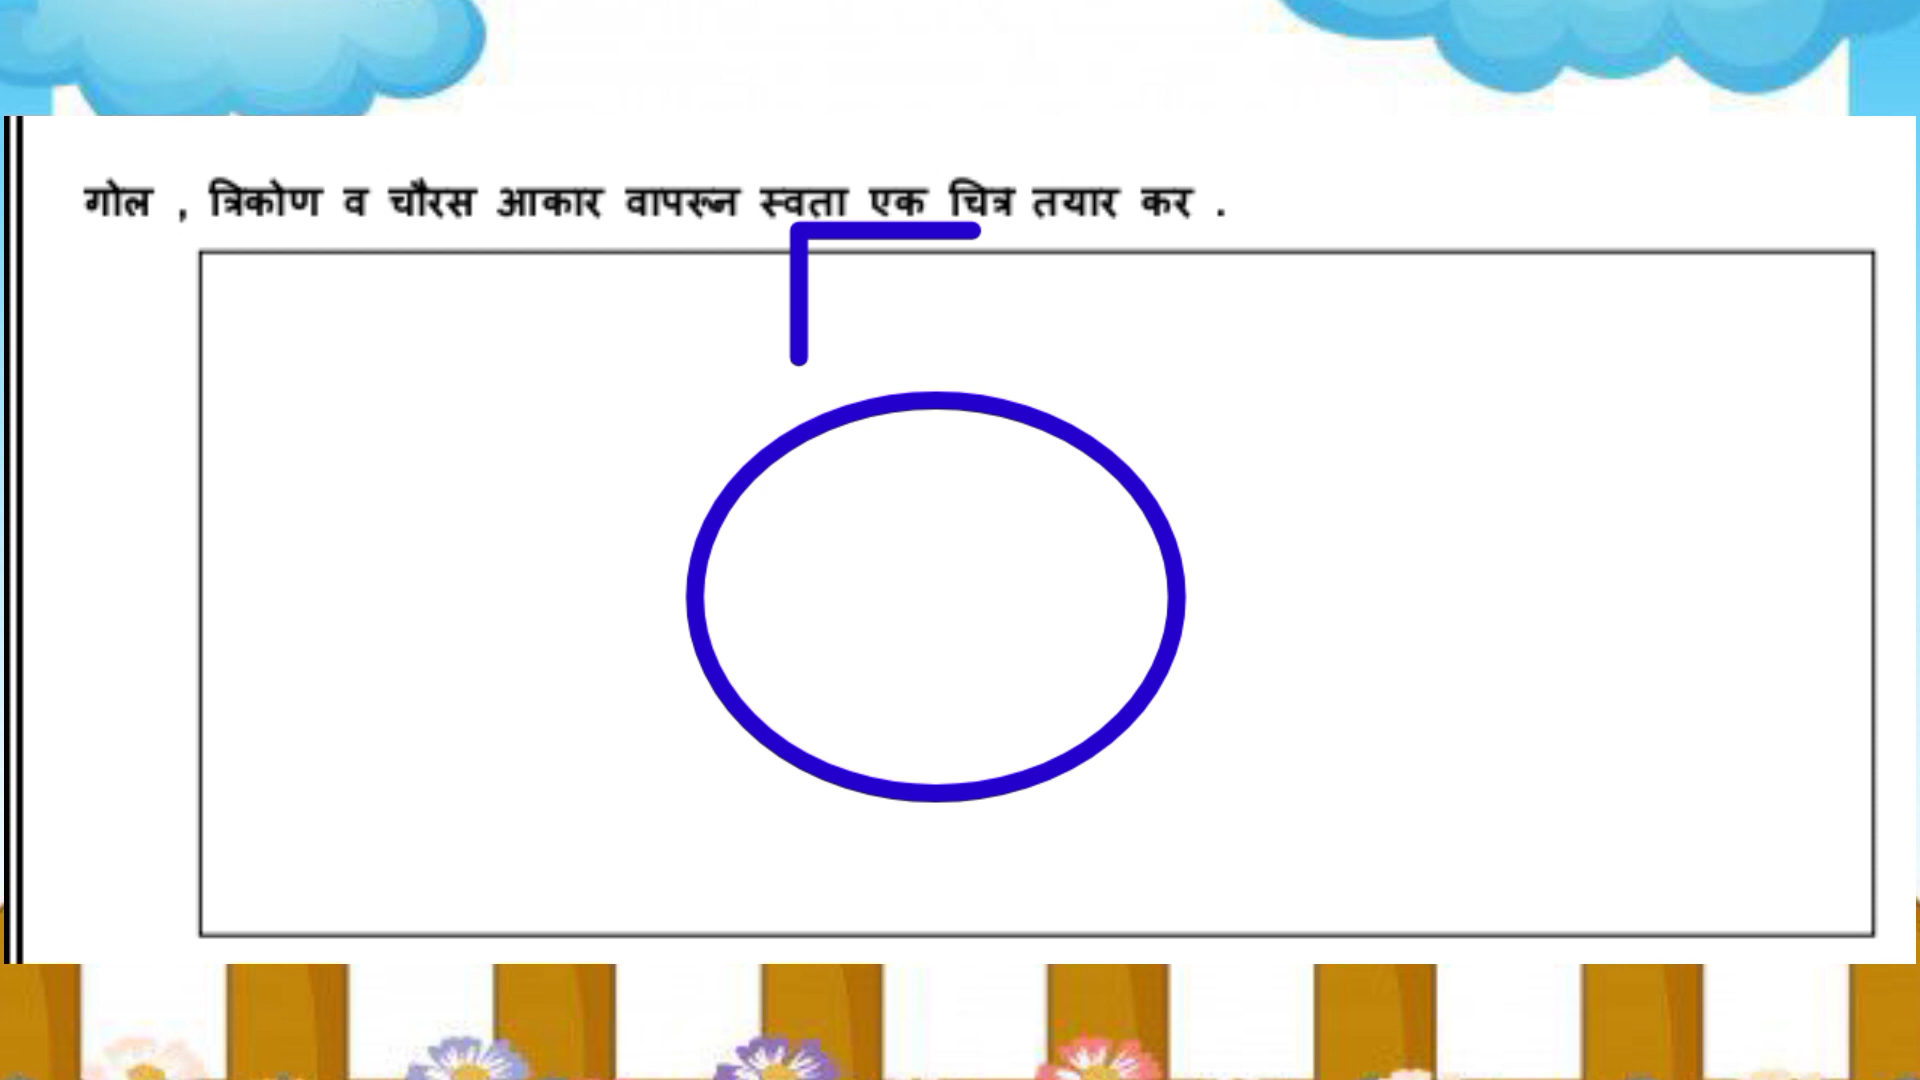 गोल , त्रिकोण व चौरस आकार वापरून स्वता एक चित्र तयार कर .